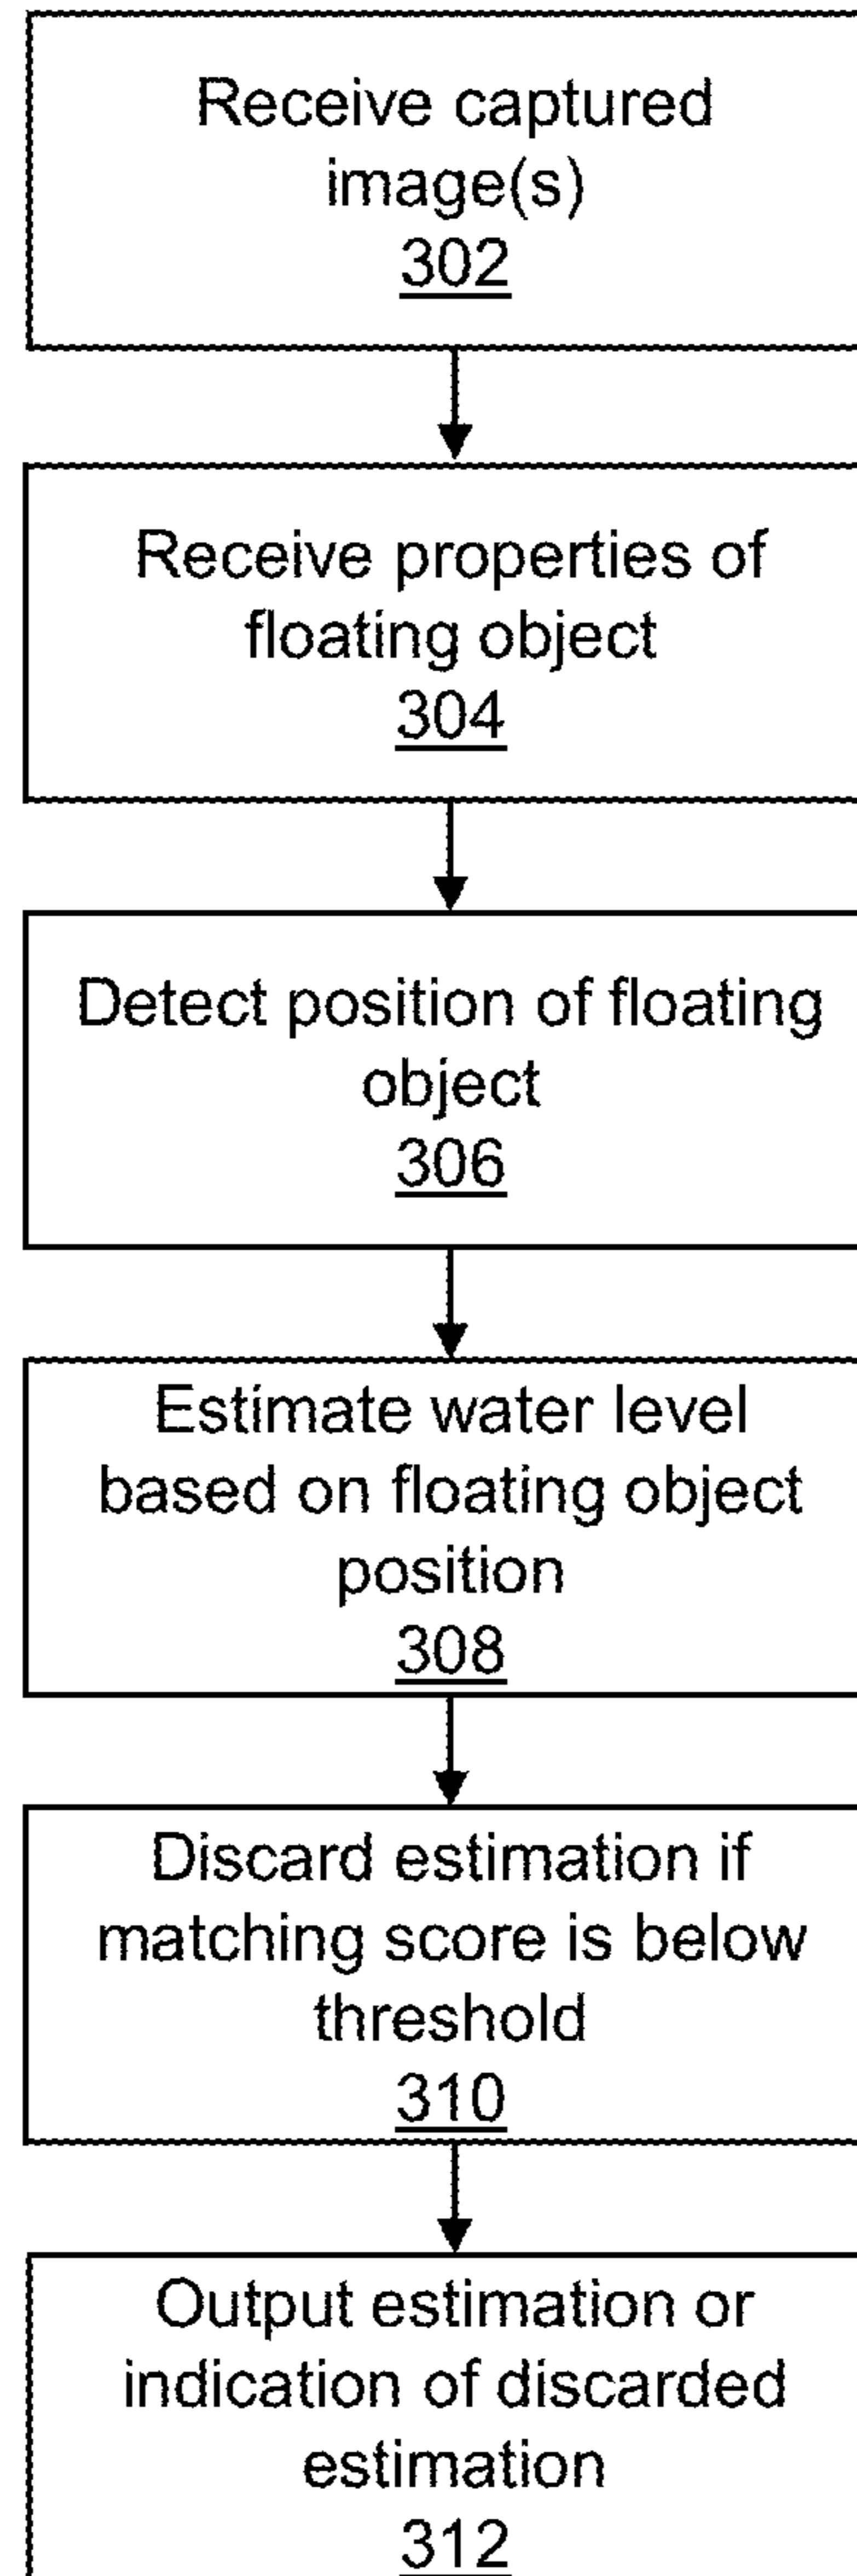 Receive captured
image(s)
302
Receive properties of
floating object
304
Detect position of floating
object
306
Estimate water level
based on floating object
position
308
Discard estimation if
matching score is below
threshold
310
Output estimation or
indication of discarded
estimation
312